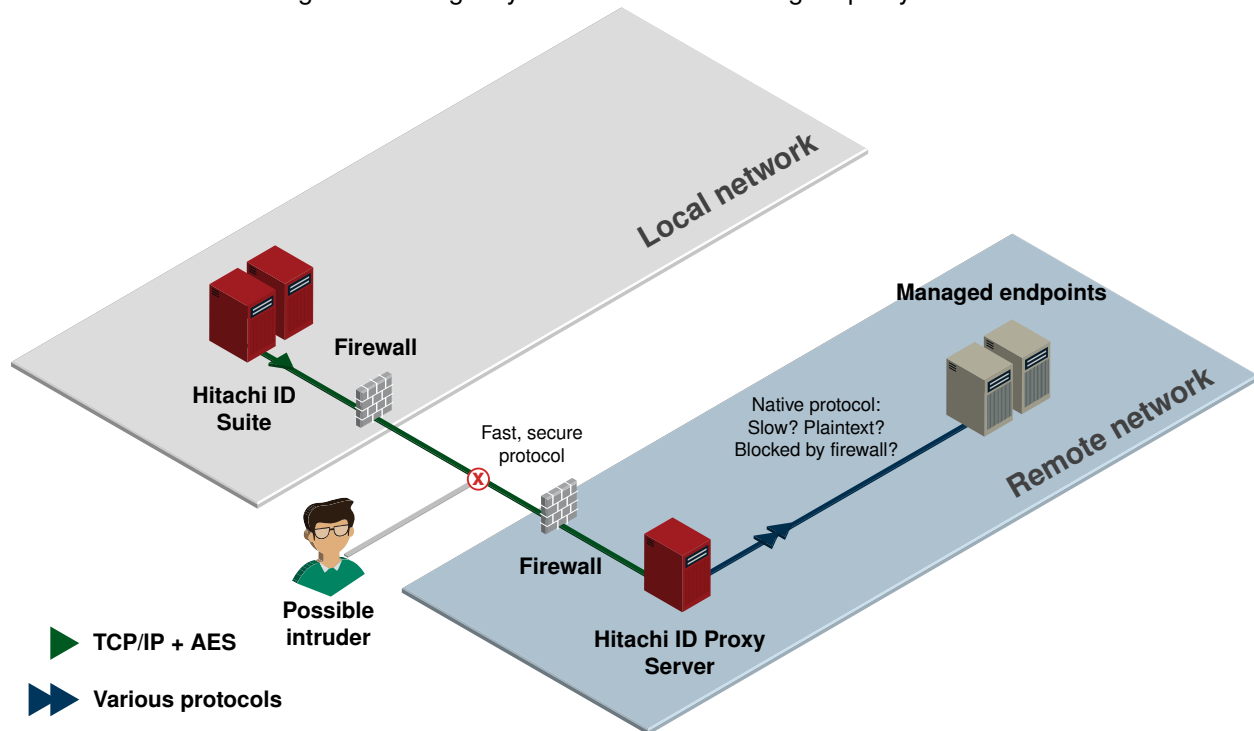 Local network
Managed endpoints
Firewall
Hitachi ID
Suite
Native protocol:
Slow? Plaintext?
Blocked by firewall?
Remote network
Fast, secure
protocol
X
Firewall
Possible
intruder
Hitachi ID Proxy
Server
TCP/IP + AES
Various protocols